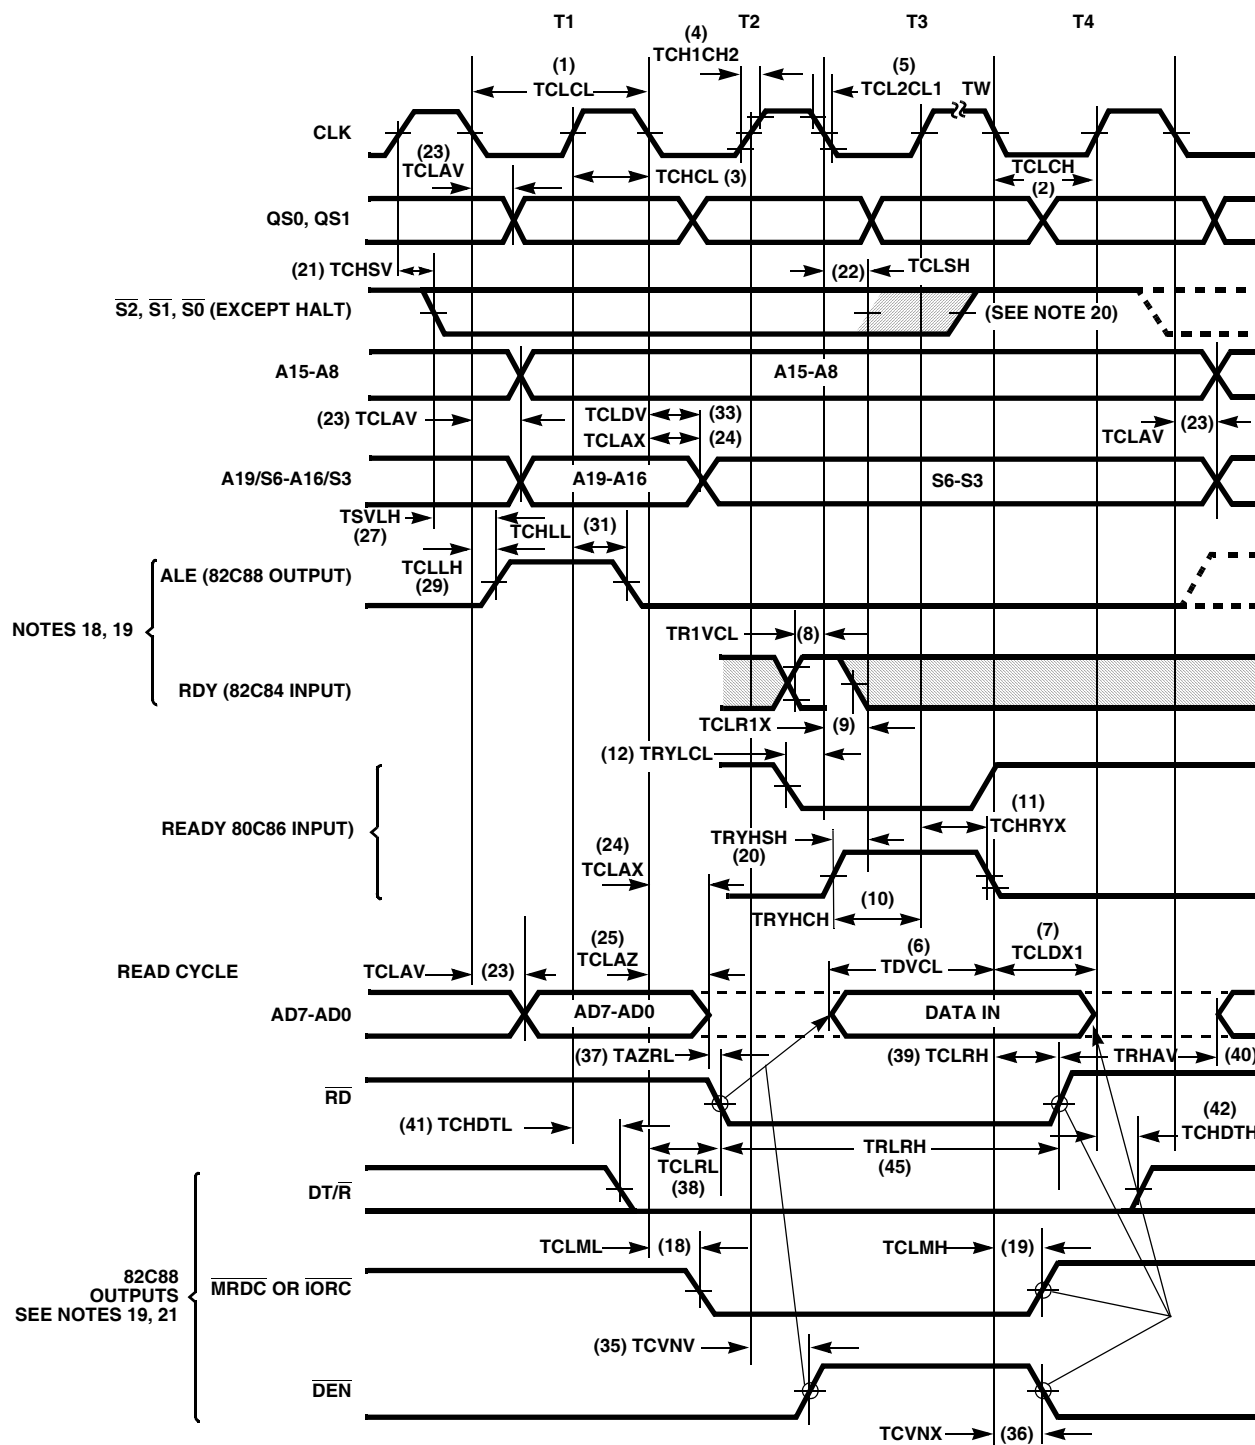 T1 T2 T3 T4
(4)
TCH1CH2
(1)
TCLCL
(5)
TCL2CL1 TW
CLK
(23)
TCLAV
TCHCL (3)
TCLCH
(2)
QS0, QS1
(21) TCHSV
(22)
TCLSH
S2, S1, S0 (EXCEPT HALT)
(SEE NOTE 20)
A15-A8
A15-A8
(23) TCLAV
TCLDV (33)
TCLAX (24)
TCLAV
(23)
A19/S6-A16/S3
A19-A16
S6-S3
TSVLH
(27)
TCHLL
(31)
TCLLH
(29)
ALE (82C88 OUTPUT)
NOTES 18, 19
TR1VCL
(8)
RDY (82C84 INPUT)
TCLR1X
(9)
(12) TRYLCL
READY 80C86 INPUT)
(11)
TCHRYX
TRYHSH
(20)
(24)
TCLAX
(10)
TRYHCH
READ CYCLE
TCLAV
(23)
(25)
TCLAZ
(6)
TDVCL
(7)
TCLDX1
AD7-AD0
AD7-AD0
DATA IN
(37) TAZRL
(39) TCLRH
TRHAV
(40)
RD
(41) TCHDTL
(42)
TCHDTH
TCLRL
(38)
TRLRH
(45)
DT/R
TCLML
(18)
TCLMH
(19)
82C88
OUTPUTS
SEE NOTES 19, 21
MRDC OR IORC
(35) TCVNV
DEN
TCVNX
(36)